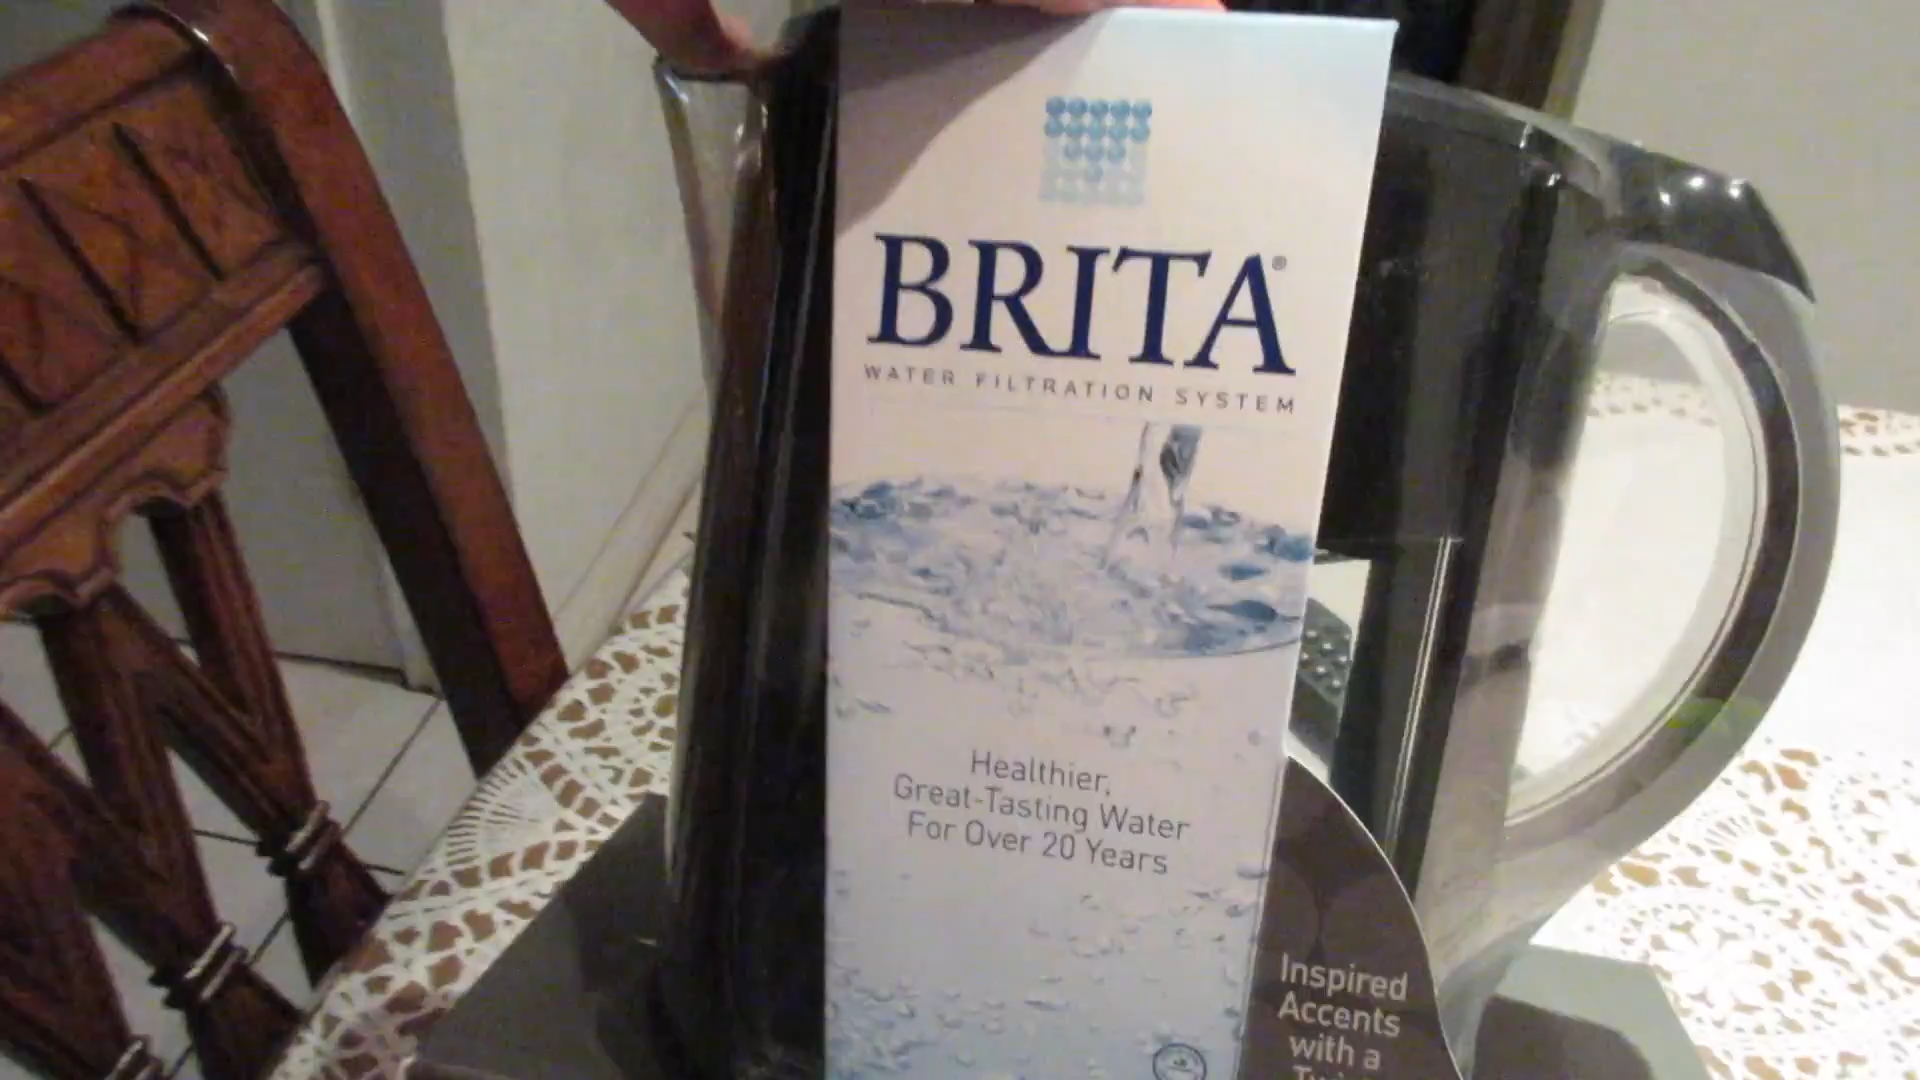 BRITA®
WATER FILTRATION SYSTEM
Healthier,
Great-Tasting Water
For Over 20 Years
Inspired
Accents
with a